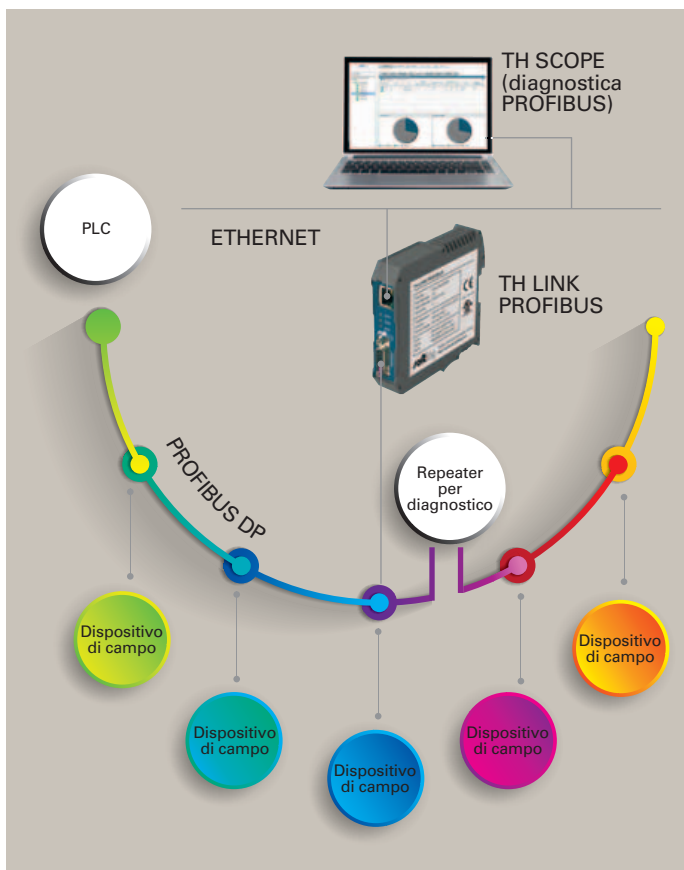 TH SCOPE
(diagnostica
PROFIBUS)
PLC
ETHERNET
TH LINK
PROFIBUS
PROFIBUS DP
Repeater
per
diagnostico
Dispositivo
di campo
Dispositivo
di campo
Dispositivo
di campo
Dispositivo
di campo
Dispositivo
di campo